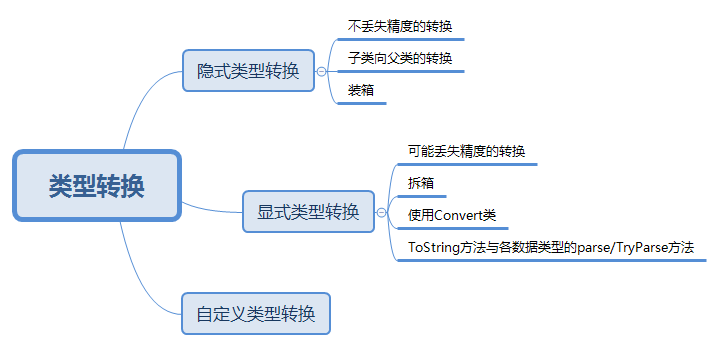 类型转换
隐式类型转换
不丢失精度的转换
子类向父类的转换
装箱
显式类型转换
可能丢失精度的转换
拆箱
使用Convert类
ToString方法与各数据类型的parse/TryParse方法
自定义类型转换